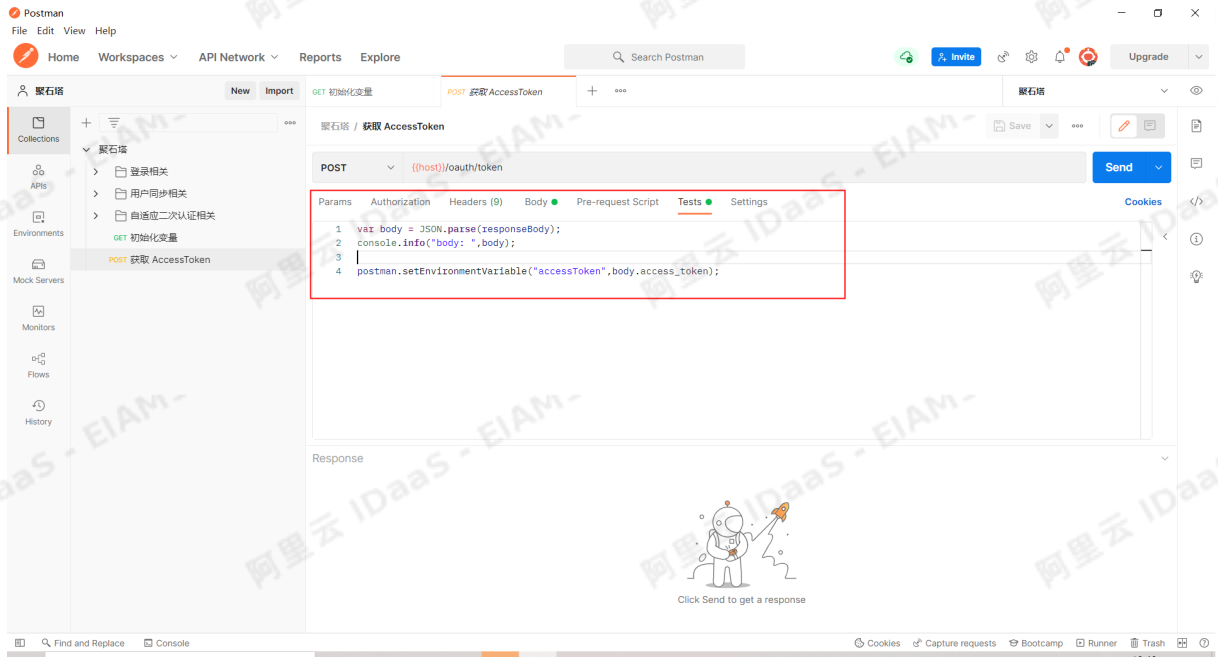 Postman
File Edit View Help
Home Workspaces API Network Reports Explore Search Postman Invite Upgrade
聚石塔 New Import GET 初始化变量 POST 获取 AccessToken 聚石塔
Collections
APIs
Environments
Mock Servers
Monitors
Flows
History
聚石塔
登录相关
用户同步相关
自适应二次认证相关
GET 初始化变量
POST 获取 AccessToken
聚石塔 / 获取 AccessToken Save
POST {{host}}/oauth/token Send
Params Authorization Headers (9) Body Pre-request Script Tests Settings Cookies
1 var body = JSON.parse(responseBody);
2 console.info("body: ",body);
3
4 postman.setEnvironmentVariable("accessToken",body.access_token);
Response
Click Send to get a response
Find and Replace Console Cookies Capture requests Bootcamp Runner Trash
阿里云 IDaaS - EIAM -